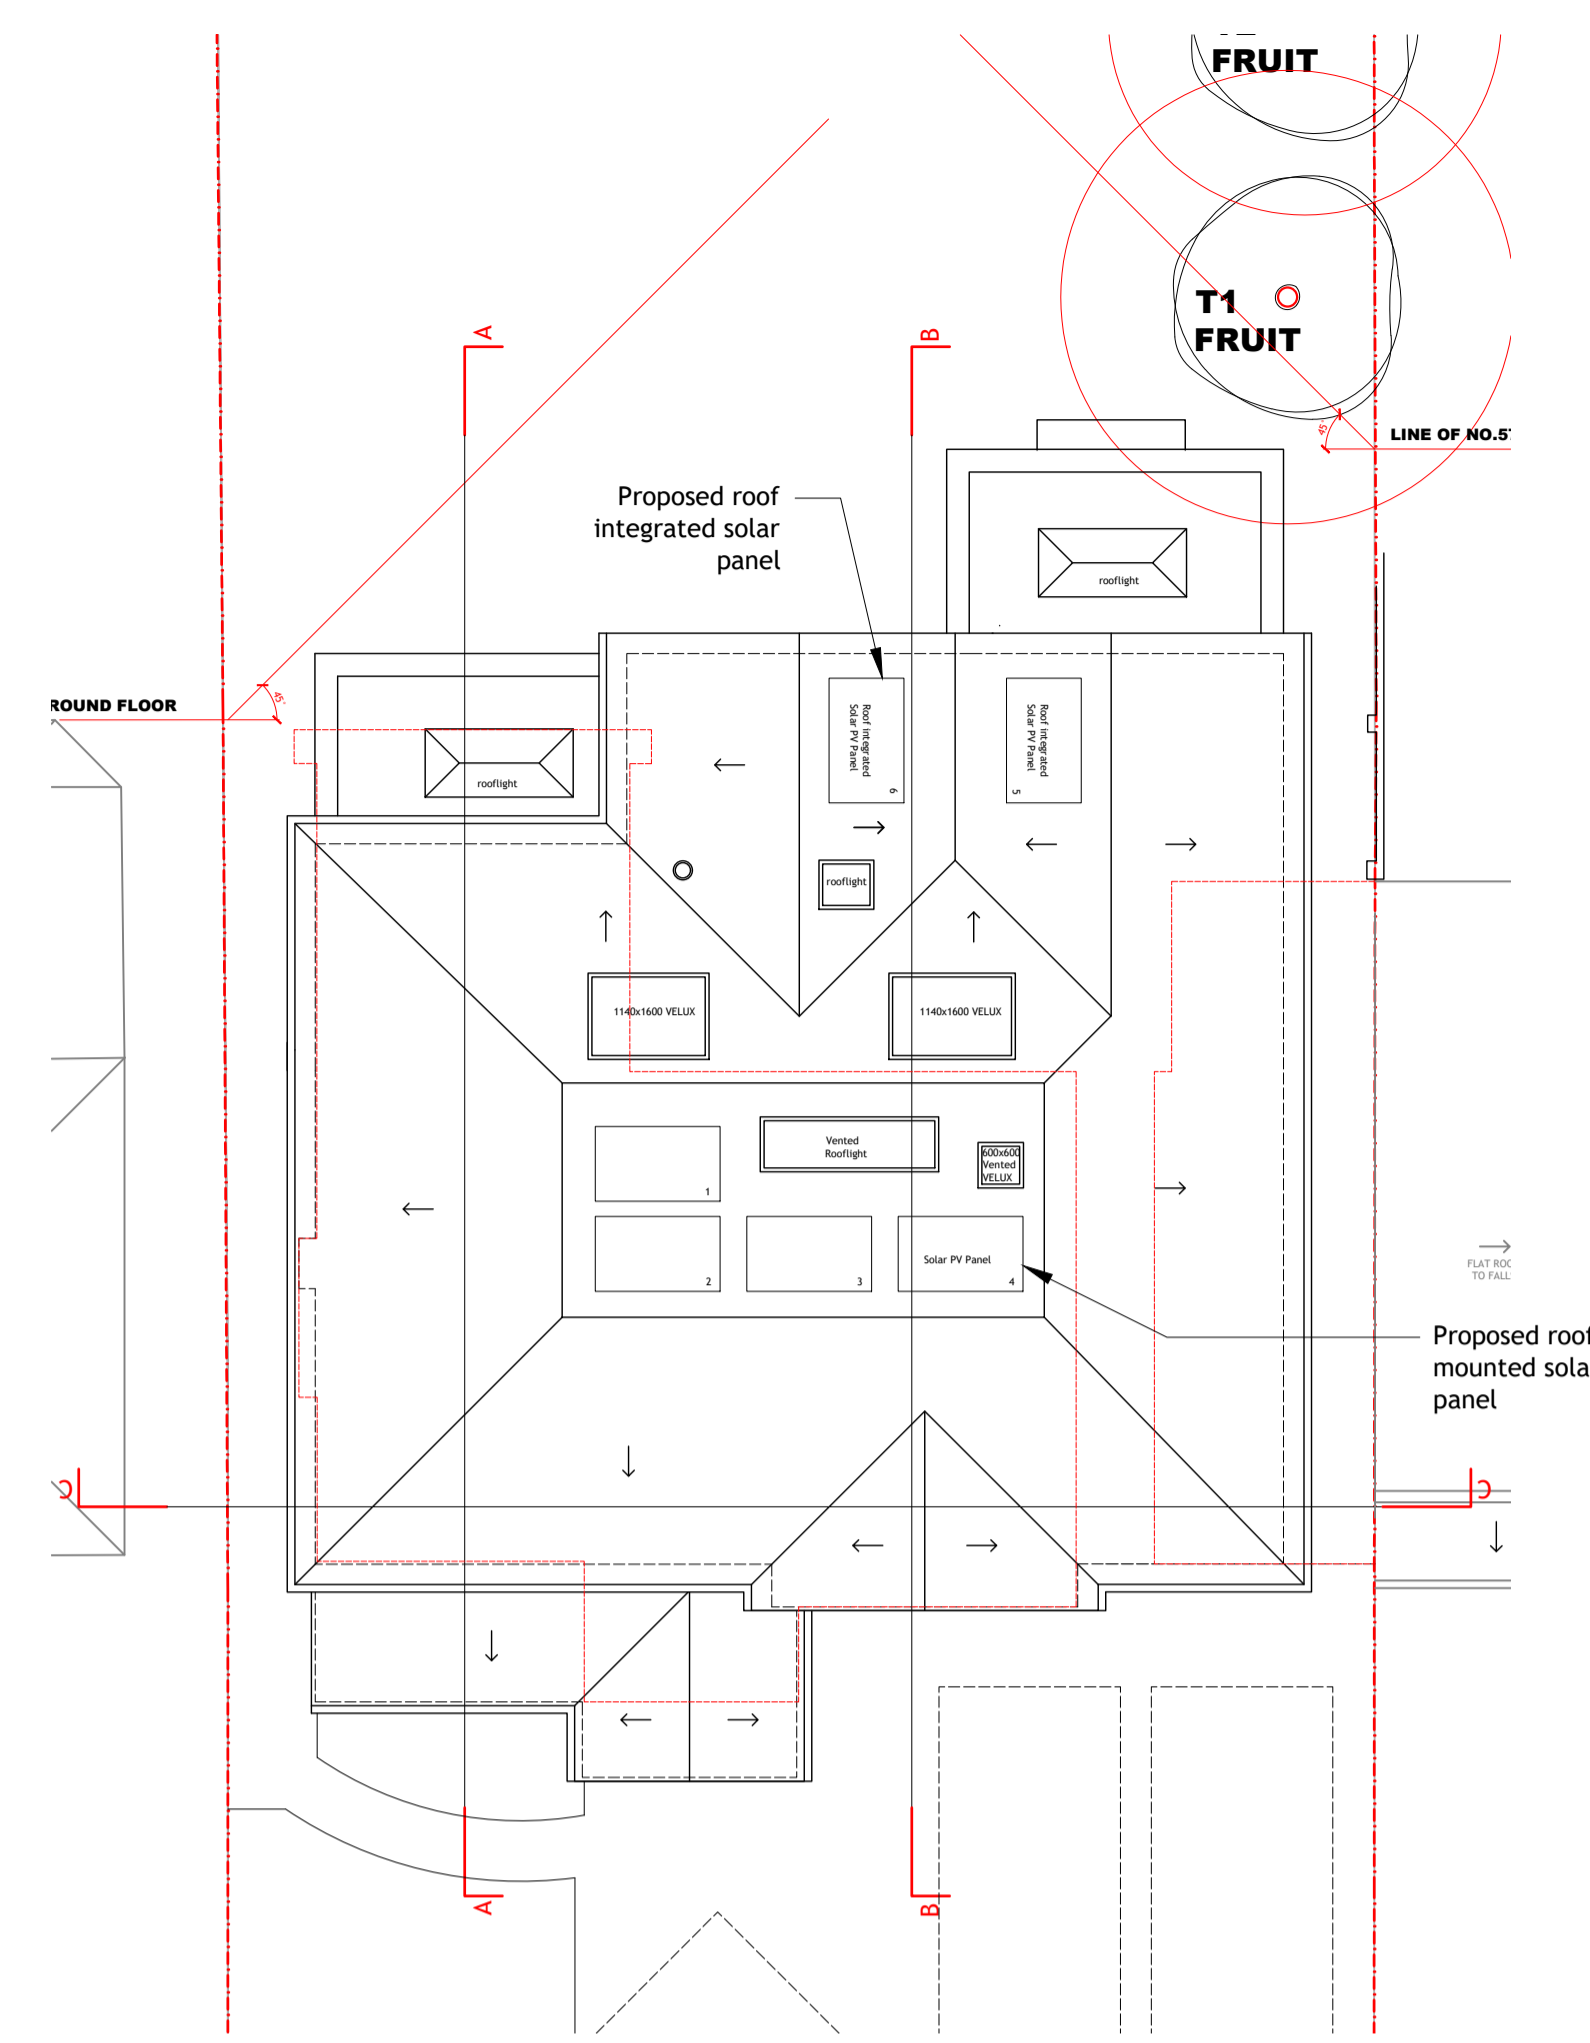 FRUIT
T1
FRUIT
A
B
45°
LINE OF NO.5
Proposed roof
integrated solar
panel
rooflight
ROUND FLOOR
45°
rooflight
Roof integrated
Solar PV Panel
6
Roof integrated
Solar PV Panel
5
rooflight
1140x1600 VELUX
1140x1600 VELUX
Vented
Rooflight
600x600
Vented
VELUX
1
2
3
Solar PV Panel
4
FLAT ROO
TO FALL
Proposed roof
mounted sola
panel
C
C
A
B